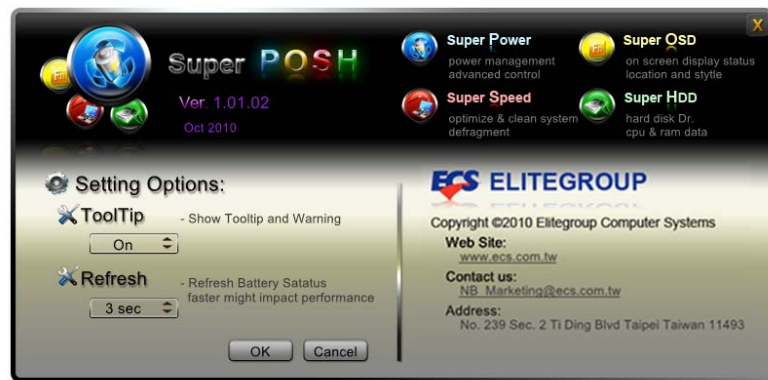 X
Super POSH
Ver. 1.01.02
Oct 2010
Super Power
power management
advanced control
Super OSD
on screen display status
location and stytle
Super Speed
optimize & clean system
defragment
Super HDD
hard disk Dr.
cpu & ram data
Setting Options:
ToolTip - Show Tooltip and Warning
On
Refresh - Refresh Battery Satatus
faster might impact performance
3 sec
OK Cancel
ECS ELITEGROUP
Copyright ©2010 Elitegroup Computer Systems
Web Site:
www.ecs.com.tw
Contact us:
NB_Marketing@ecs.com.tw
Address:
No. 239 Sec. 2 Ti Ding Blvd Taipei Taiwan 11493